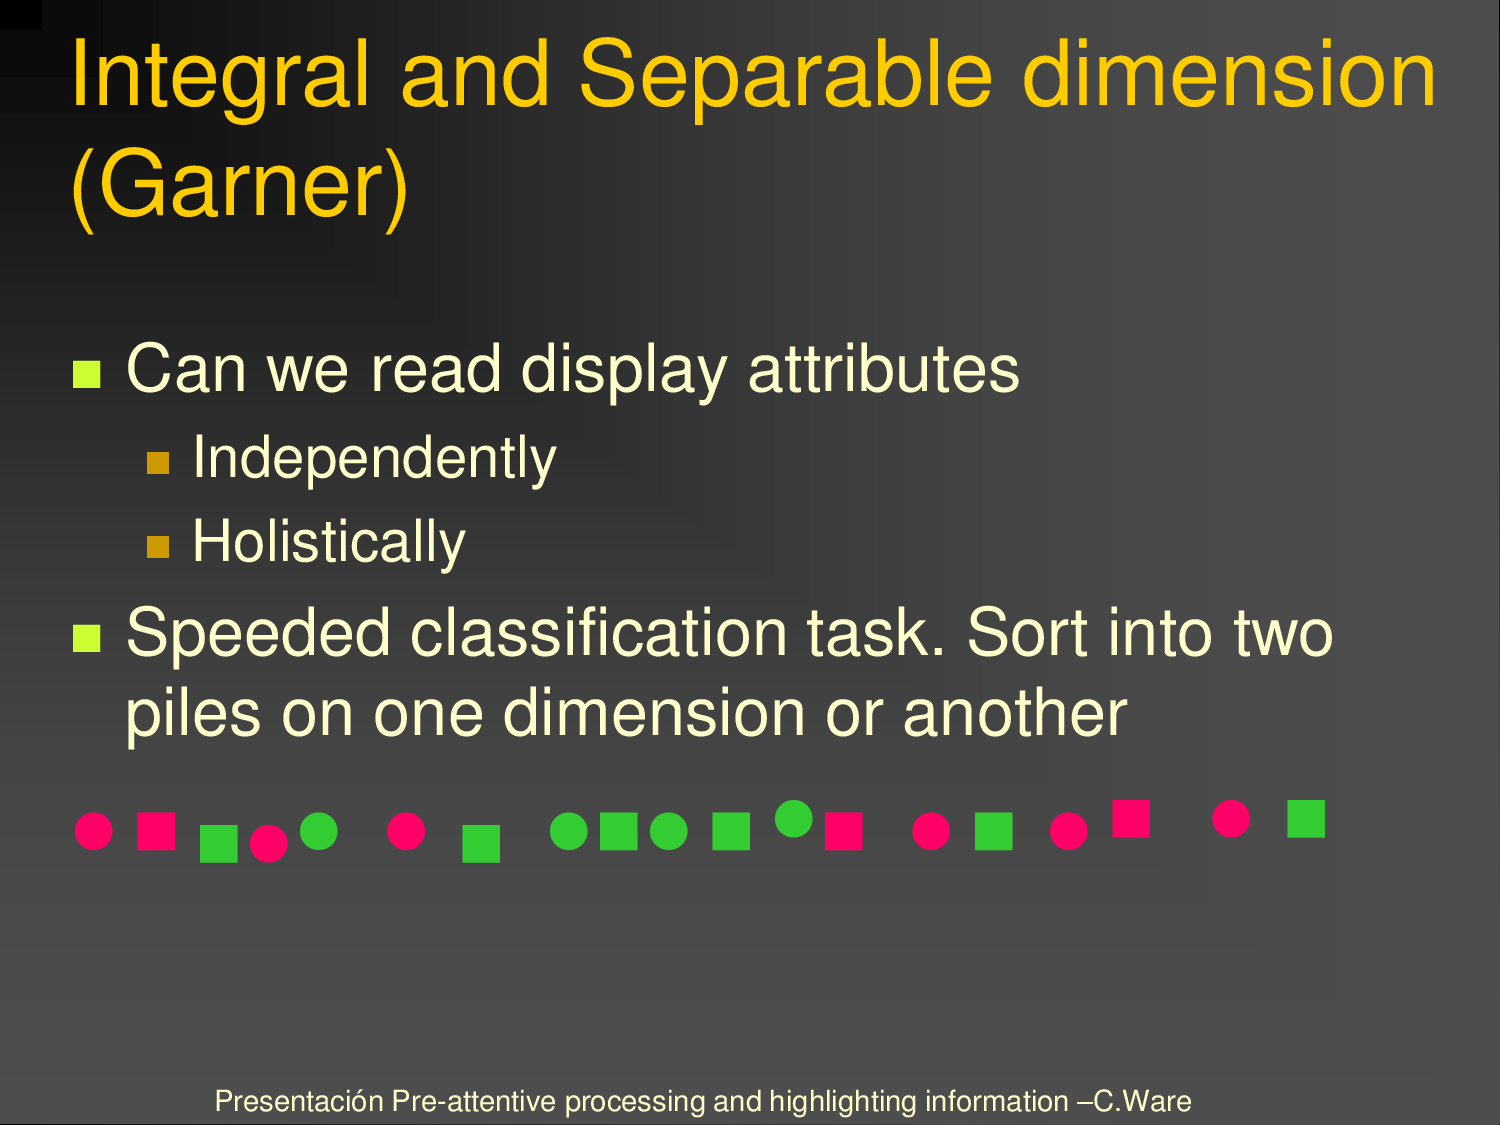 Integral and Separable dimension
(Garner)
Can we read display attributes
Independently
Holistically
Speeded classification task. Sort into two
piles on one dimension or another
Presentación Pre-attentive processing and highlighting information –C.Ware